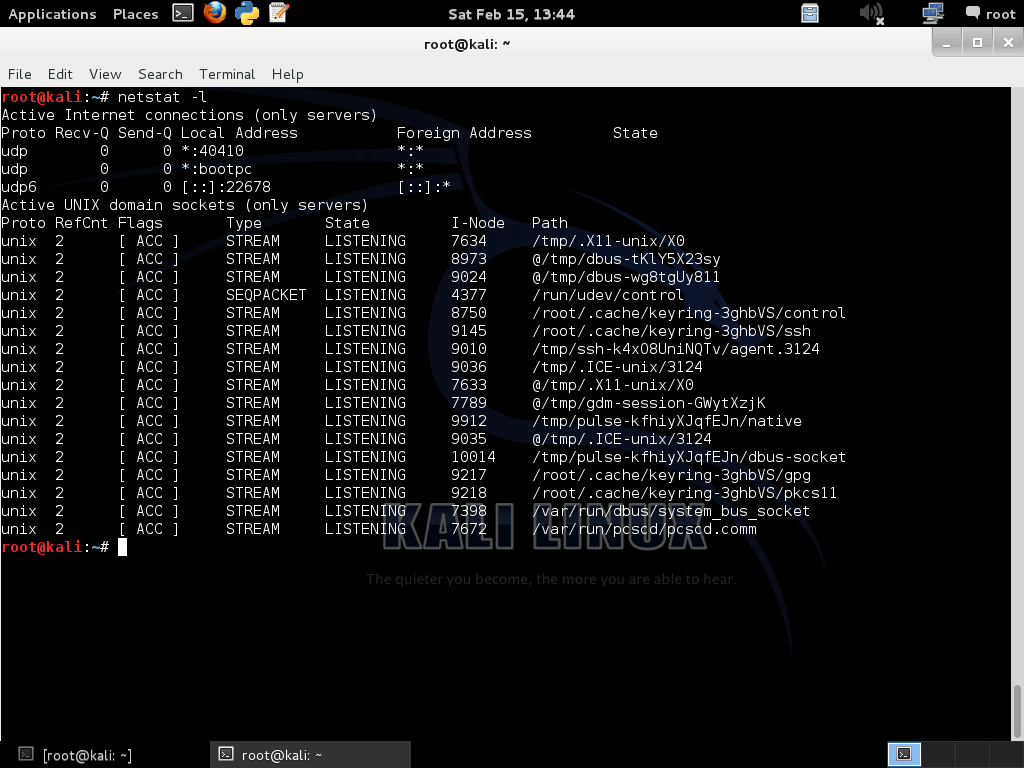 Applications Places Sat Feb 15, 13:44 root
root@kali: ~
File Edit View Search Terminal Help
root@kali:~# netstat -l
Active Internet connections (only servers)
Proto Recv-Q Send-Q Local Address Foreign Address State
udp 0 0 *:40410 *:*
udp 0 0 *:bootpc *:*
udp6 0 0 [::]:22678 [::]:*
Active UNIX domain sockets (only servers)
Proto RefCnt Flags Type State I-Node Path
unix 2 [ ACC ] STREAM LISTENING 7634 /tmp/.X11-unix/X0
unix 2 [ ACC ] STREAM LISTENING 8973 @/tmp/dbus-tKlY5X23sy
unix 2 [ ACC ] STREAM LISTENING 9024 @/tmp/dbus-wg8tgUy811
unix 2 [ ACC ] SEQPACKET LISTENING 4377 /run/udev/control
unix 2 [ ACC ] STREAM LISTENING 8750 /root/.cache/keyring-3ghbVS/control
unix 2 [ ACC ] STREAM LISTENING 9145 /root/.cache/keyring-3ghbVS/ssh
unix 2 [ ACC ] STREAM LISTENING 9010 /tmp/ssh-k4xO8UniNQTv/agent.3124
unix 2 [ ACC ] STREAM LISTENING 9036 /tmp/.ICE-unix/3124
unix 2 [ ACC ] STREAM LISTENING 7633 @/tmp/.X11-unix/X0
unix 2 [ ACC ] STREAM LISTENING 7789 @/tmp/gdm-session-GWytXzjK
unix 2 [ ACC ] STREAM LISTENING 9912 /tmp/pulse-kfhiyXJqfEJn/native
unix 2 [ ACC ] STREAM LISTENING 9035 @/tmp/.ICE-unix/3124
unix 2 [ ACC ] STREAM LISTENING 10014 /tmp/pulse-kfhiyXJqfEJn/dbus-socket
unix 2 [ ACC ] STREAM LISTENING 9217 /root/.cache/keyring-3ghbVS/gpg
unix 2 [ ACC ] STREAM LISTENING 9218 /root/.cache/keyring-3ghbVS/pkcs11
unix 2 [ ACC ] STREAM LISTENING 7398 /var/run/dbus/system_bus_socket
unix 2 [ ACC ] STREAM LISTENING 7672 /var/run/pcscd/pcscd.comm
root@kali:~#
KALI LINUX
The quieter you become, the more you are able to hear.
[root@kali: ~] root@kali: ~